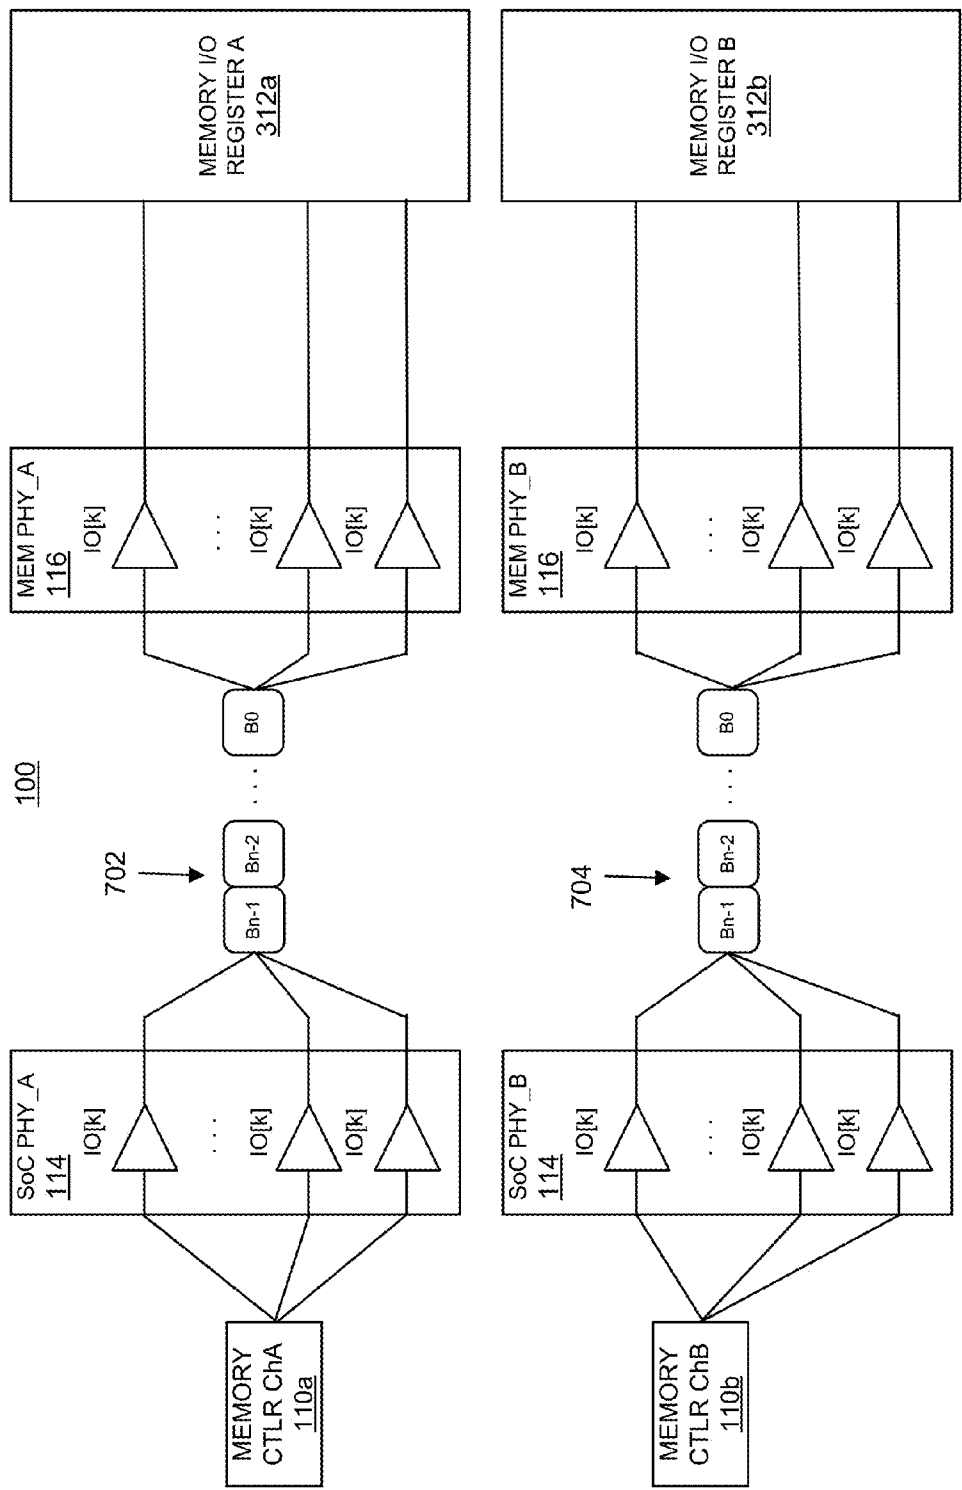 100
MEMORY
CTLR ChA
110a
SoC PHY_A
114
IO[k]
. . .
IO[k]
IO[k]
702
Bn-1
Bn-2
. . .
B0
MEM PHY_A
116
IO[k]
. . .
IO[k]
IO[k]
MEMORY I/O
REGISTER A
312a
MEMORY
CTLR ChB
110b
SoC PHY_B
114
IO[k]
. . .
IO[k]
IO[k]
704
Bn-1
Bn-2
. . .
B0
MEM PHY_B
116
IO[k]
. . .
IO[k]
IO[k]
MEMORY I/O
REGISTER B
312b